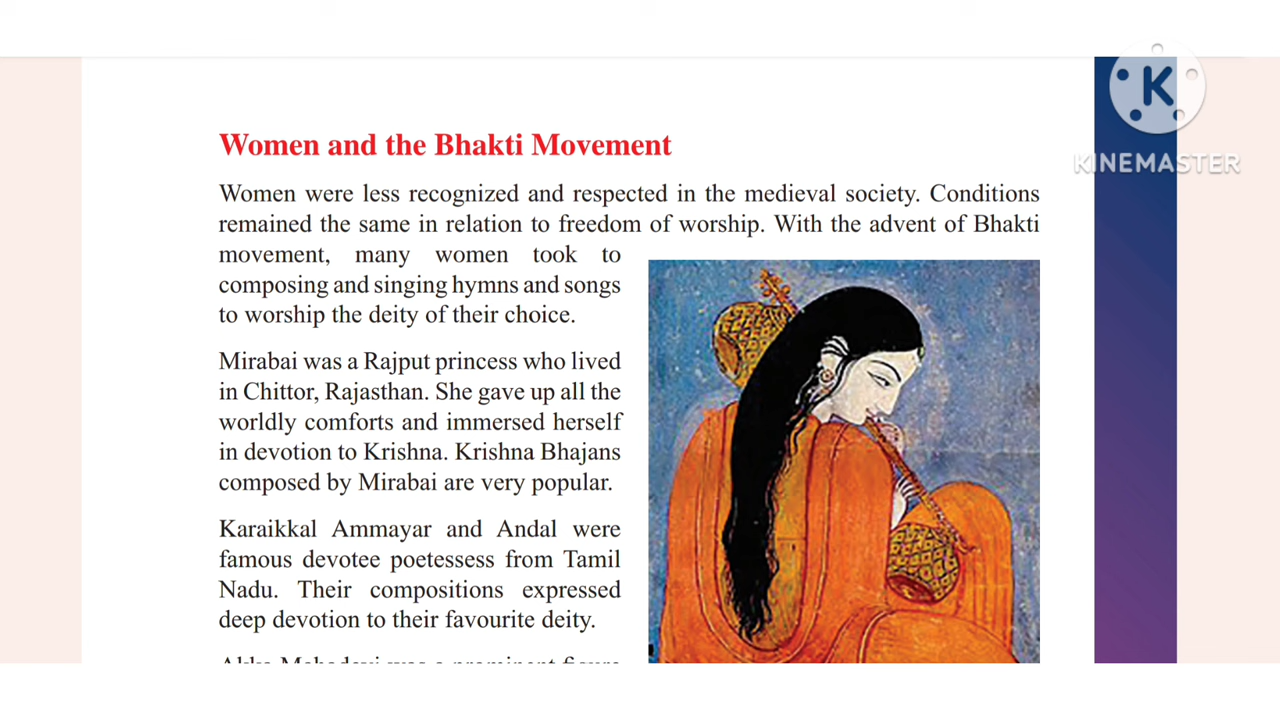 Women and the Bhakti Movement
Women were less recognized and respected in the medieval society. Conditions
remained the same in relation to freedom of worship. With the advent of Bhakti
movement, many women took to
composing and singing hymns and songs
to worship the deity of their choice.
Mirabai was a Rajput princess who lived
in Chittor, Rajasthan. She gave up all the
worldly comforts and immersed herself
in devotion to Krishna. Krishna Bhajans
composed by Mirabai are very popular.
Karaikkal Ammayar and Andal were
famous devotee poetessess from Tamil
Nadu. Their compositions expressed
deep devotion to their favourite deity.
Akka Mahadevi was a prominent figure
K
KINEMASTER